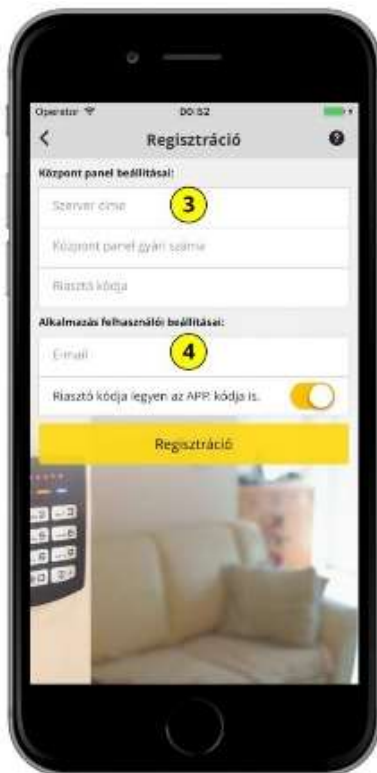 Operator 00:52
Regisztráció ?
Központ panel beállításai:
Szerver címe 3
Központ panel gyári száma
Riasztó kódja
Alkalmazás felhasználói beállításai:
E-mail 4
Riasztó kódja legyen az APP. kódja is.
Regisztráció